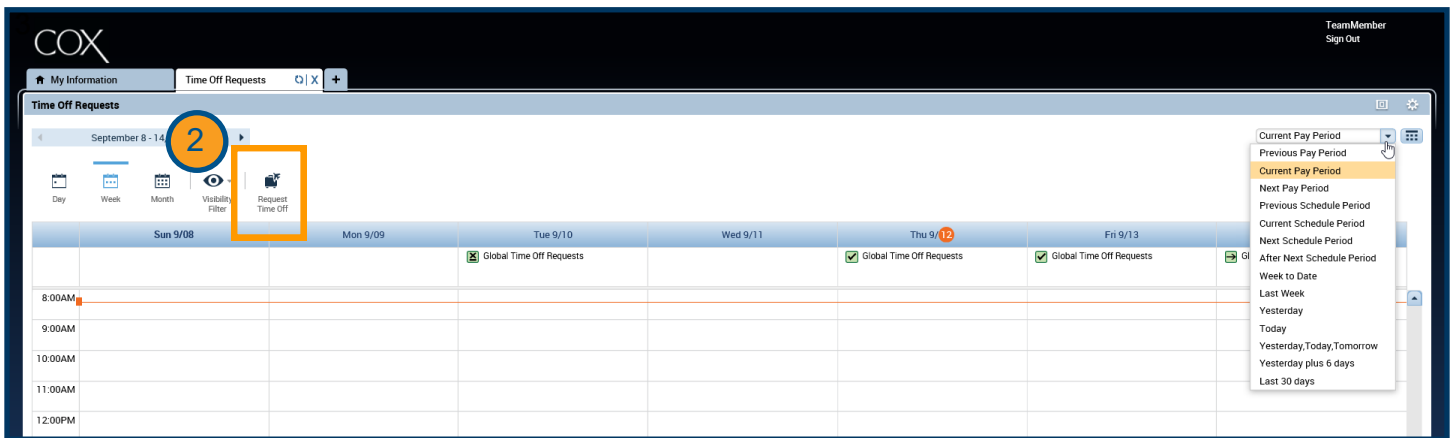 COX
TeamMember
Sign Out
My Information
Time Off Requests
X
+
Time Off Requests
September 8 - 14,
2
Current Pay Period
Previous Pay Period
Current Pay Period
Next Pay Period
Previous Schedule Period
Current Schedule Period
Next Schedule Period
After Next Schedule Period
Week to Date
Last Week
Yesterday
Today
Yesterday,Today,Tomorrow
Yesterday plus 6 days
Last 30 days
Day
Week
Month
Visibility
Filter
Request
Time Off
Sun 9/08
Mon 9/09
Tue 9/10
Wed 9/11
Thu 9/12
Fri 9/13
Global Time Off Requests
Global Time Off Requests
Global Time Off Requests
8:00AM
9:00AM
10:00AM
11:00AM
12:00PM